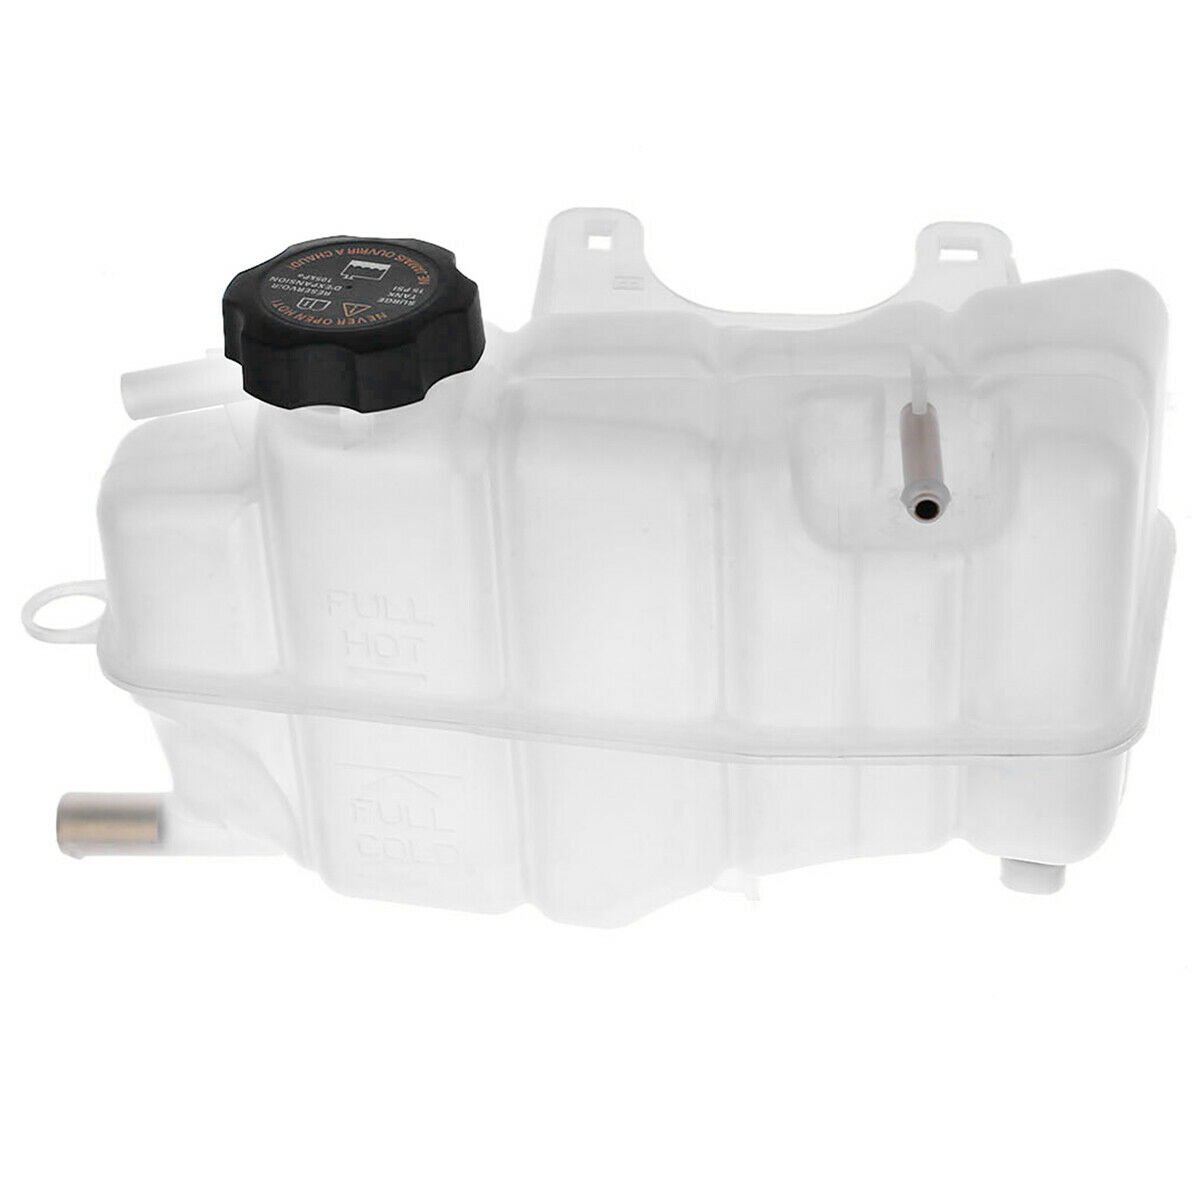 NE JAMAIS OUVRIR A CHAUD!
RESERVOIR
D'EXPANSION
105kPa
SURGE
TANK
15 PSI
NEVER OPEN HOT!
FULL
HOT
FULL
COLD